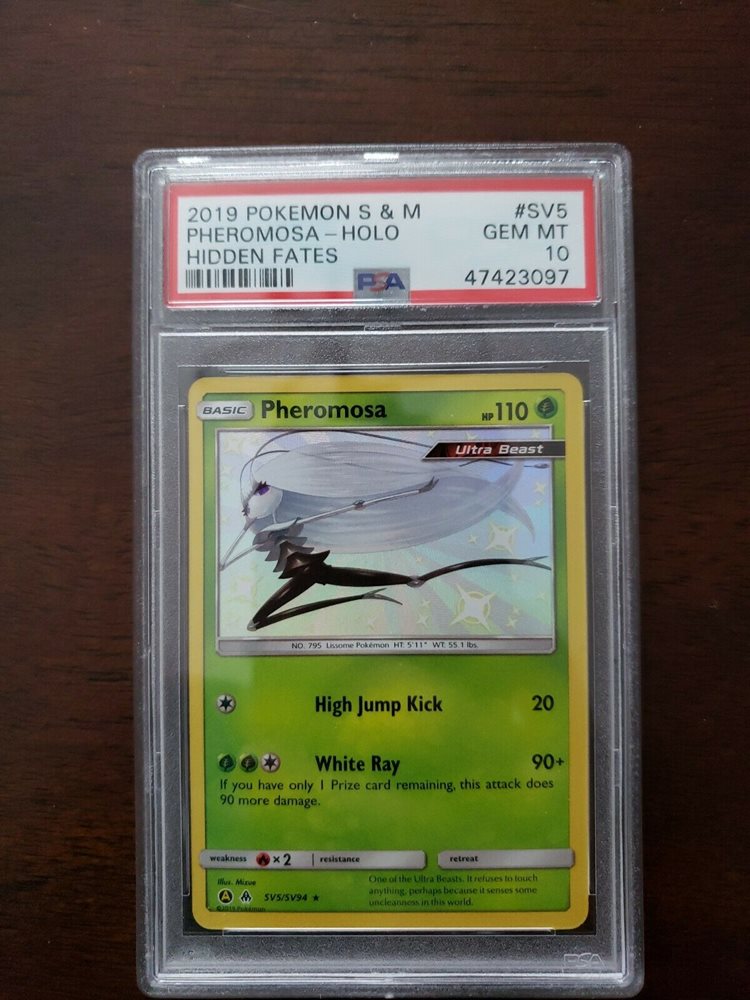 2019 POKEMON S & M #SV5
PHEROMOSA – HOLO GEM MT
HIDDEN FATES 10
PSA 47423097
BASIC Pheromosa HP 110
Ultra Beast
NO. 795 Lissome Pokémon HT: 5'11" WT: 55.1 lbs.
High Jump Kick 20
White Ray 90+
If you have only 1 Prize card remaining, this attack does
90 more damage.
weakness ×2 resistance retreat
Illus. Mizue
A SV5/SV94 ★
©2019 Pokémon
One of the Ultra Beasts. It refuses to touch
anything, perhaps because it senses some
uncleanness in this world.
PSA